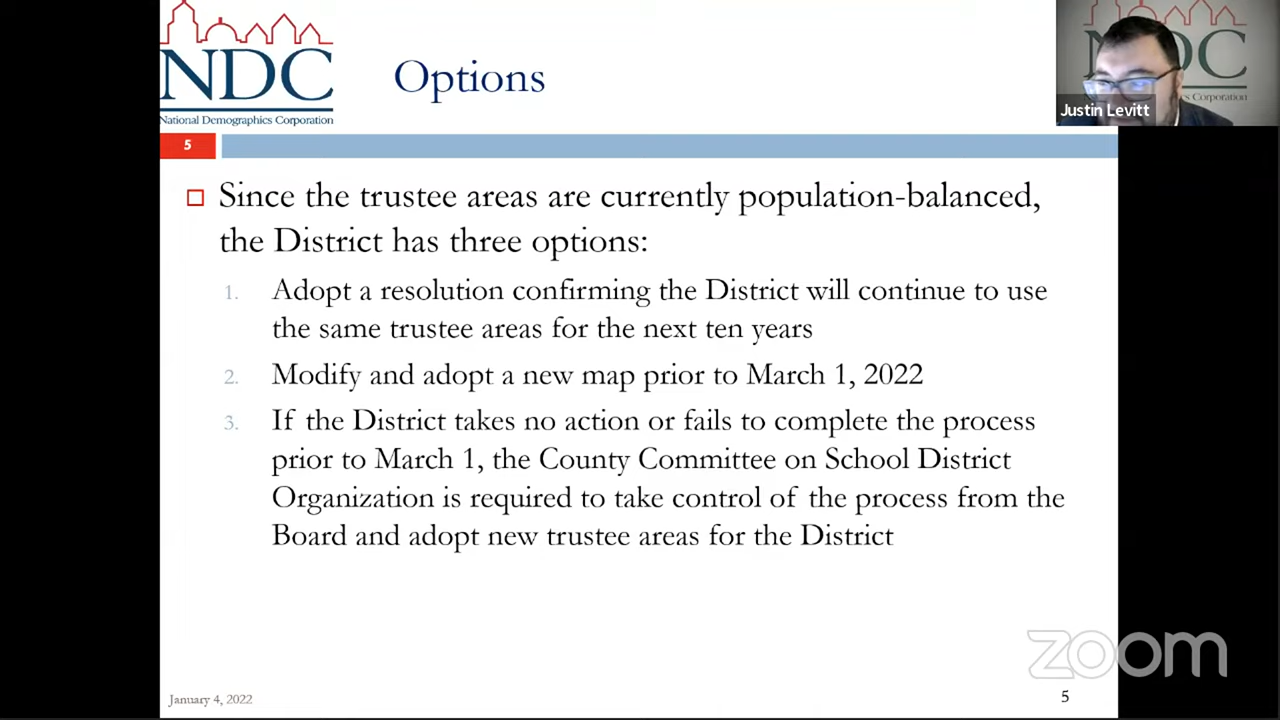 NDC
National Demographics Corporation
Options
Justin Levitt
5
Since the trustee areas are currently population-balanced,
the District has three options:
1. Adopt a resolution confirming the District will continue to use
the same trustee areas for the next ten years
2. Modify and adopt a new map prior to March 1, 2022
3. If the District takes no action or fails to complete the process
prior to March 1, the County Committee on School District
Organization is required to take control of the process from the
Board and adopt new trustee areas for the District
zoom
January 4, 2022
5